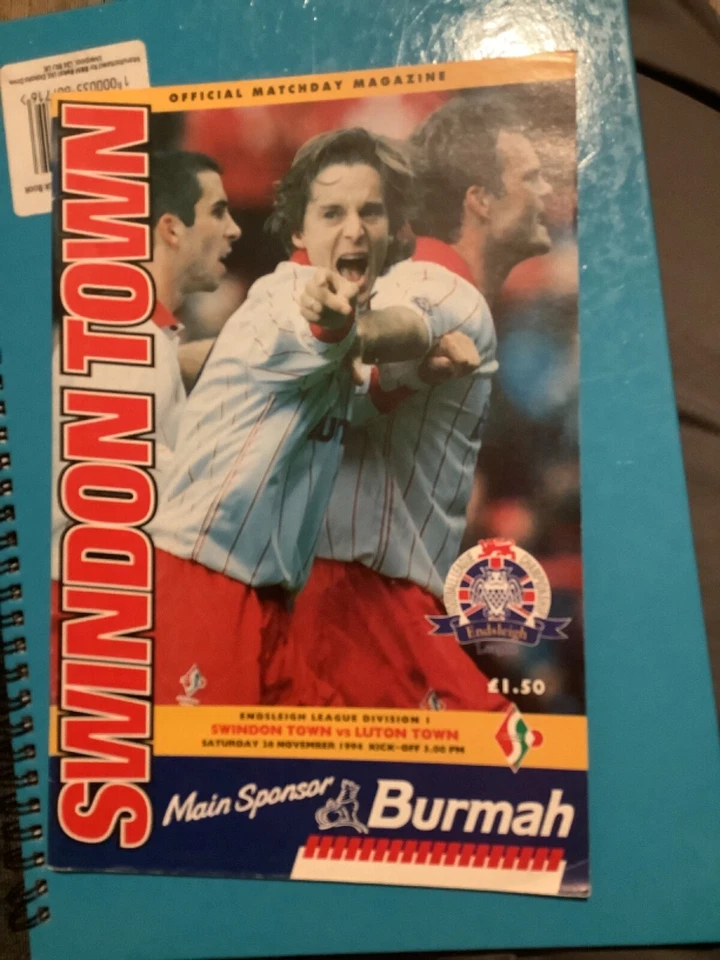 OFFICIAL MATCHDAY MAGAZINE
SWINDON TOWN
Endsleigh
League
£1.50
ENDSLEIGH LEAGUE DIVISION 1
SWINDON TOWN vs LUTON TOWN
SATURDAY 26 NOVEMBER 1994 KICK-OFF 3.00 PM
Main Sponsor Burmah